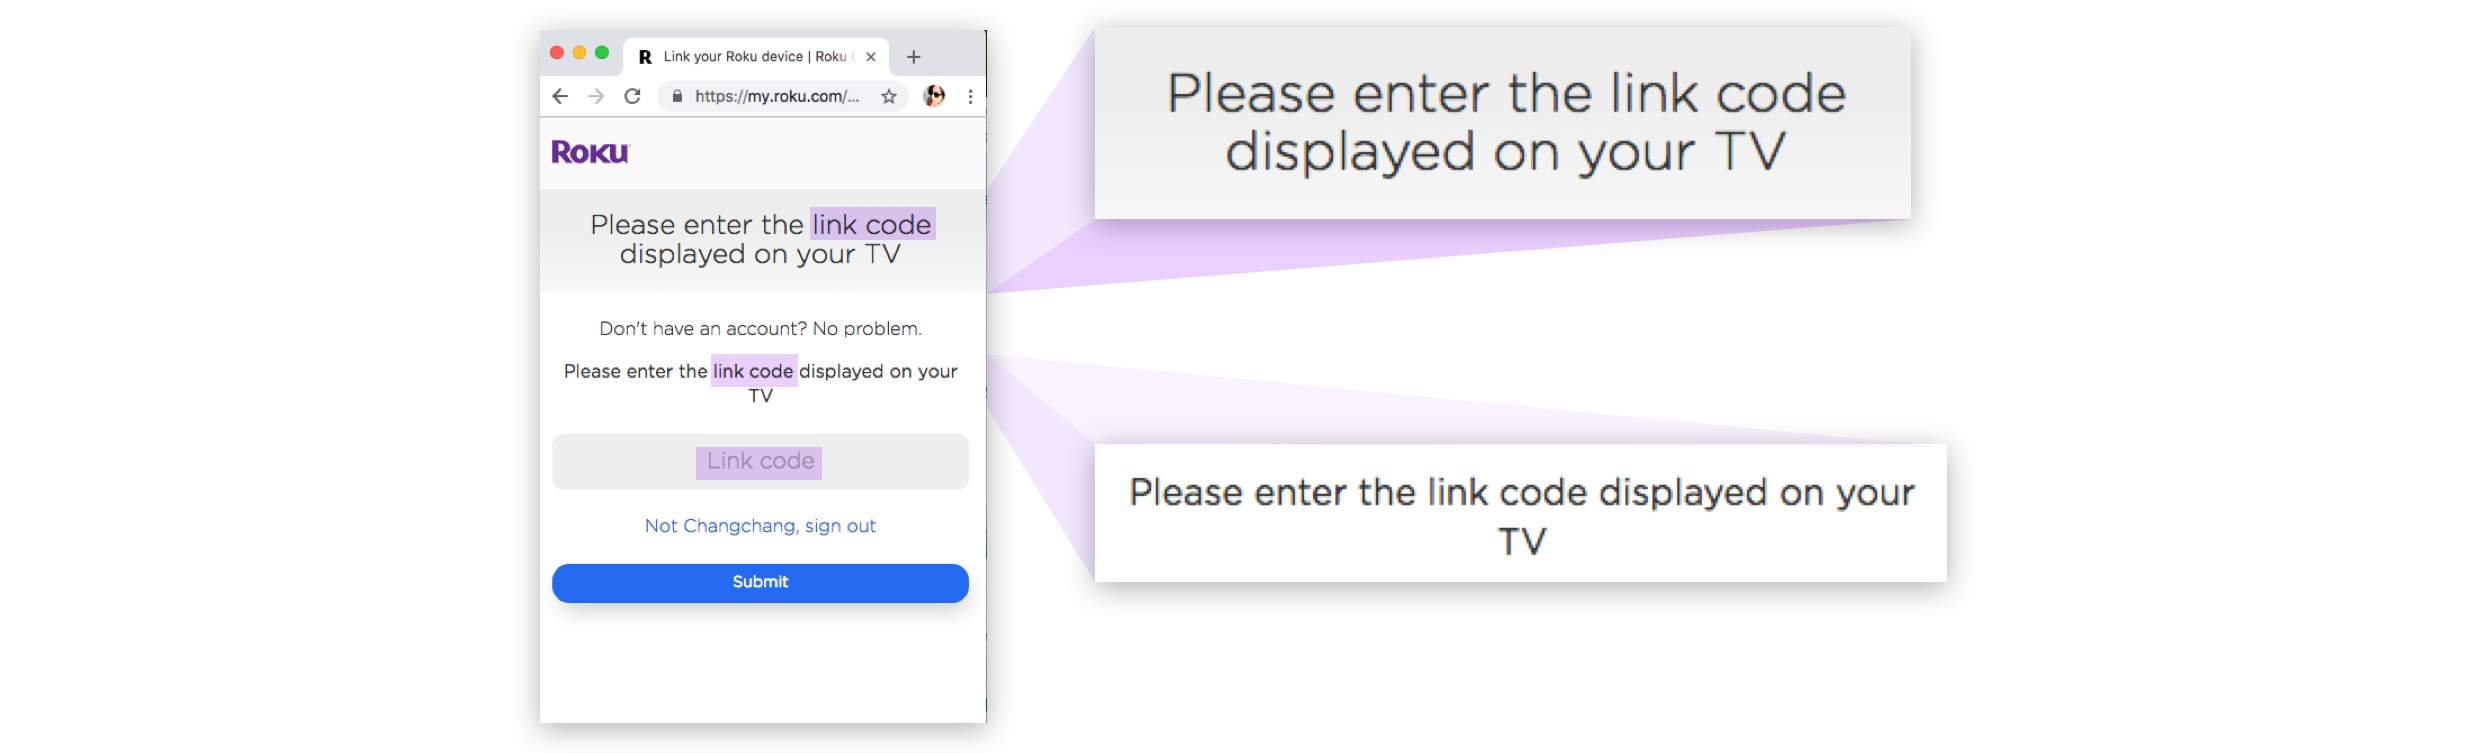 Link your Roku device | Roku
https://my.roku.com/...
Roku
Please enter the link code
displayed on your TV
Don't have an account? No problem.
Please enter the link code displayed on your
TV
Link code
Not Changchang, sign out
Submit
Please enter the link code
displayed on your TV
Please enter the link code displayed on your
TV